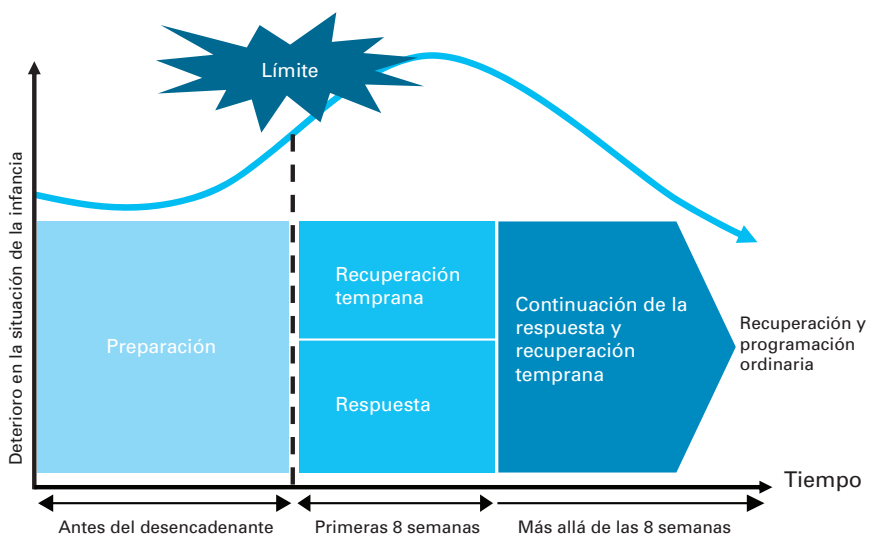 Límite
Deterioro en la situación de la infancia
Preparación
Recuperación
temprana
Respuesta
Continuación de la
respuesta y
recuperación
temprana
Recuperación y
programación
ordinaria
Tiempo
Antes del desencadenante
Primeras 8 semanas
Más allá de las 8 semanas